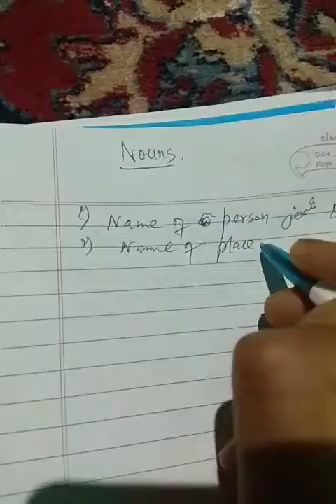 Nouns.
1) Name of person
2) Name of place